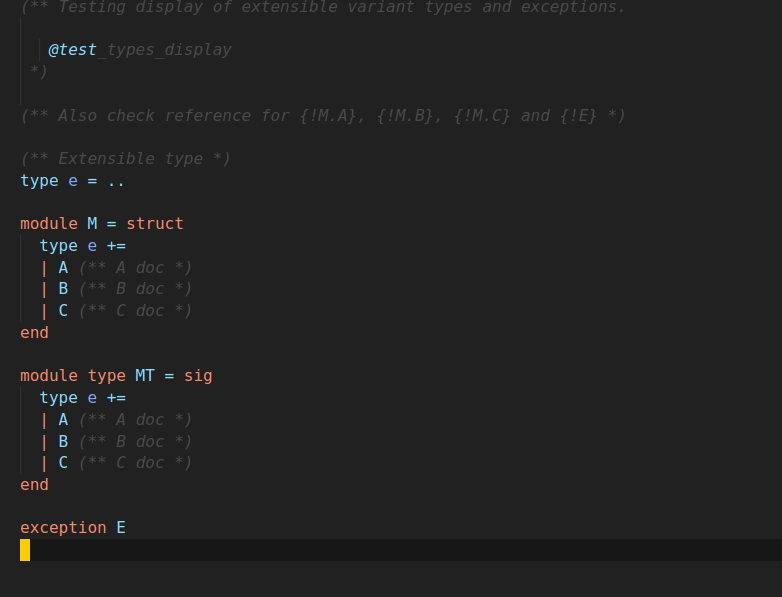 (** Testing display of extensible variant types and exceptions.
@test_types_display
*)
(** Also check reference for {!M.A}, {!M.B}, {!M.C} and {!E} *)
(** Extensible type *)
type e = ..
module M = struct
type e +=
| A (** A doc *)
| B (** B doc *)
| C (** C doc *)
end
module type MT = sig
type e +=
| A (** A doc *)
| B (** B doc *)
| C (** C doc *)
end
exception E